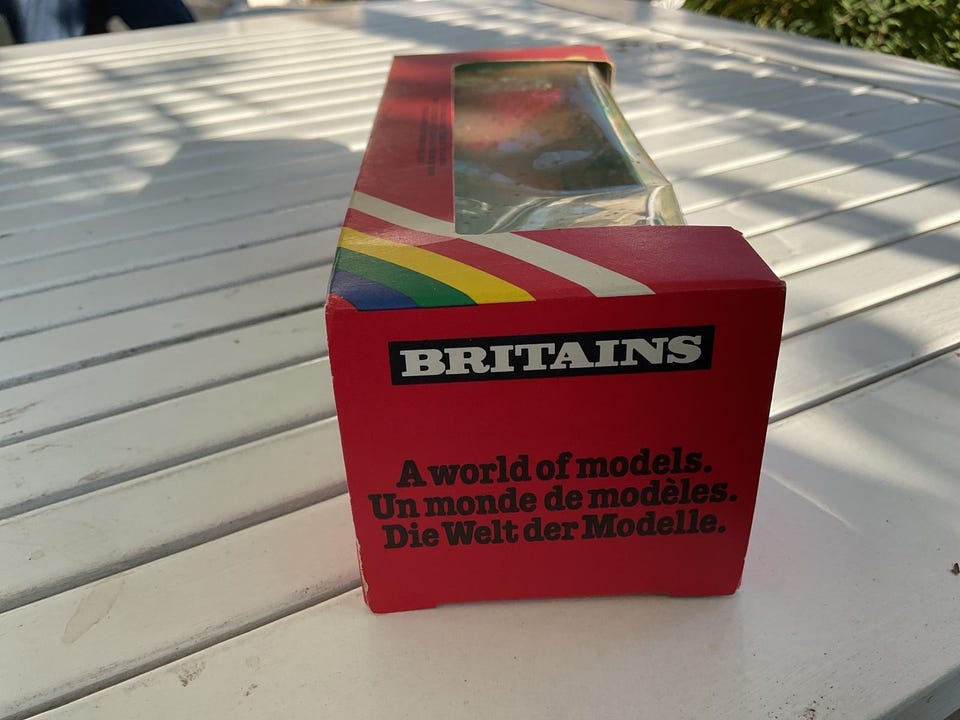 BRITAINS
A world of models.
Un monde de modèles.
Die Welt der Modelle.